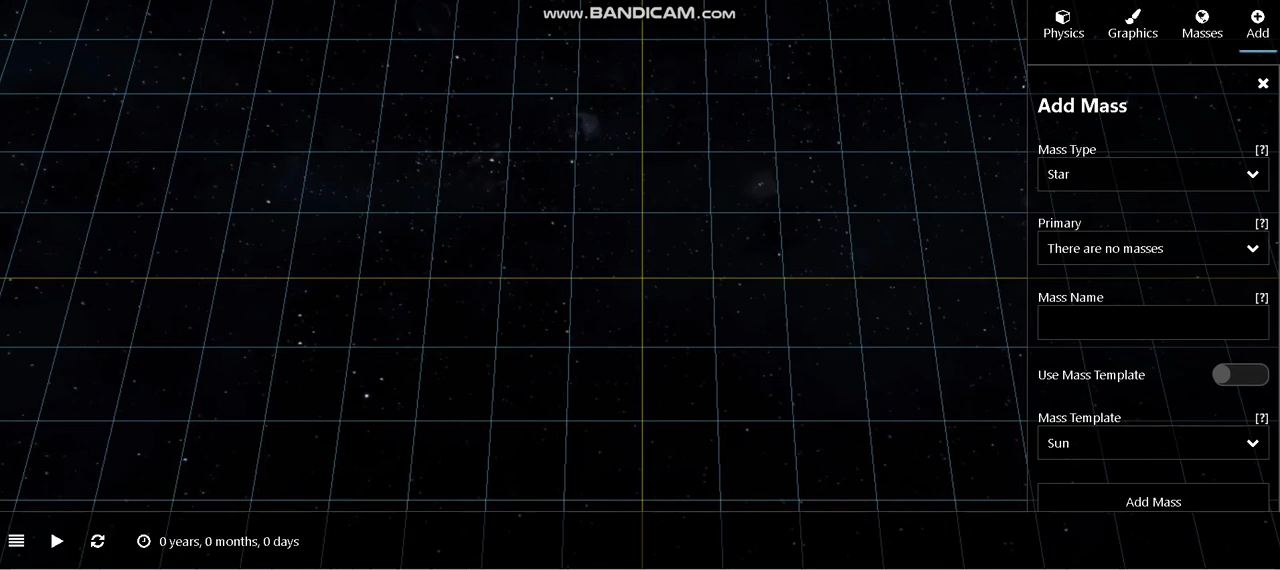 www.BANDICAM.com
Physics Graphics Masses Add
Add Mass
Mass Type [?]
Star
Primary [?]
There are no masses
Mass Name [?]
Use Mass Template
Mass Template [?]
Sun
Add Mass
0 years, 0 months, 0 days